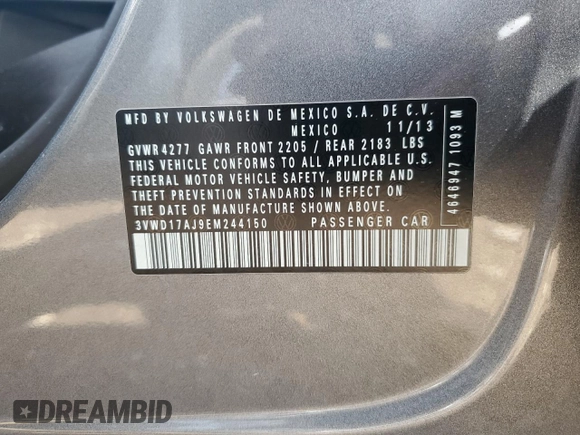 MFD BY VOLKSWAGEN DE MEXICO S.A. DE C.V.
MEXICO 11/13
GVWR 4277 GAWR FRONT 2205 / REAR 2183 LBS
THIS VEHICLE CONFORMS TO ALL APPLICABLE U.S.
FEDERAL MOTOR VEHICLE SAFETY, BUMPER AND
THEFT PREVENTION STANDARDS IN EFFECT ON
THE DATE OF MANUFACTURE SHOWN ABOVE.
3VWD17AJ9EM244150 PASSENGER CAR
4646947 1093 M
DREAMBID